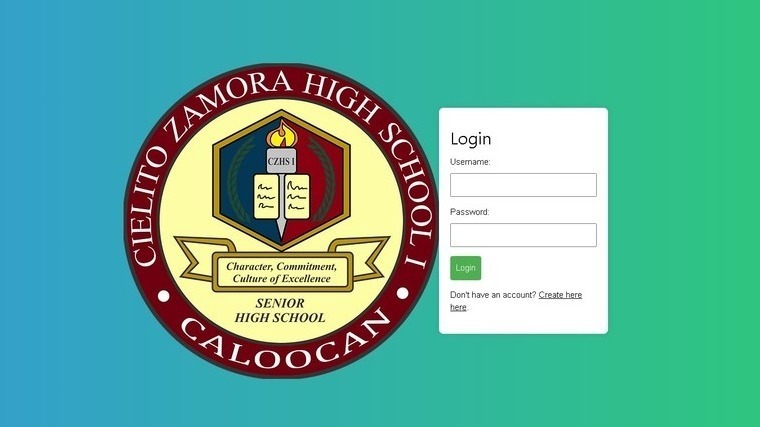 CIELITO ZAMORA HIGH SCHOOL I
CZHS I
Character, Commitment,
Culture of Excellence
SENIOR
HIGH SCHOOL
CALOOCAN
Login
Username:
Password:
Login
Don't have an account? Create here
here.